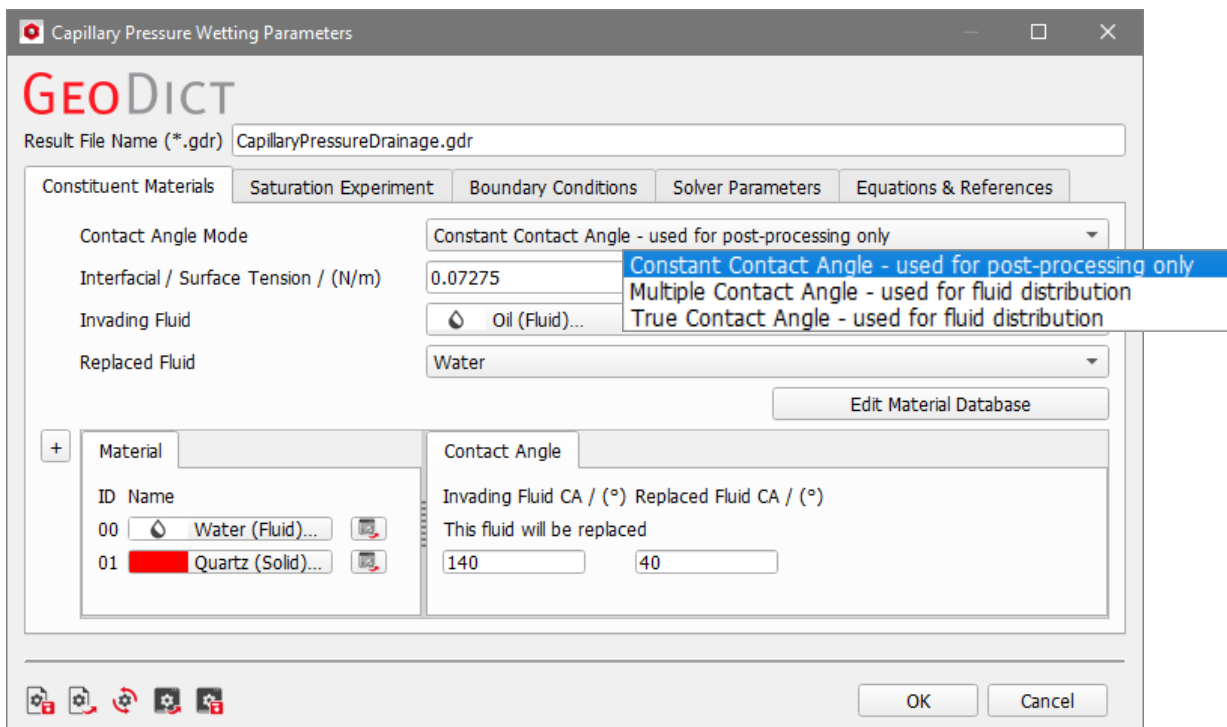 Capillary Pressure Wetting Parameters
GEODICT
Result File Name (*.gdr) CapillaryPressureDrainage.gdr
Constituent Materials Saturation Experiment Boundary Conditions Solver Parameters Equations & References
Contact Angle Mode Constant Contact Angle - used for post-processing only
Constant Contact Angle - used for post-processing only
Interfacial / Surface Tension / (N/m) 0.07275
Multiple Contact Angle - used for fluid distribution
Invading Fluid Oil (Fluid)...
True Contact Angle - used for fluid distribution
Replaced Fluid Water
Edit Material Database
+ Material Contact Angle
ID Name Invading Fluid CA / (°) Replaced Fluid CA / (°)
00 Water (Fluid)... This fluid will be replaced
01 Quartz (Solid)... 140 40
OK Cancel